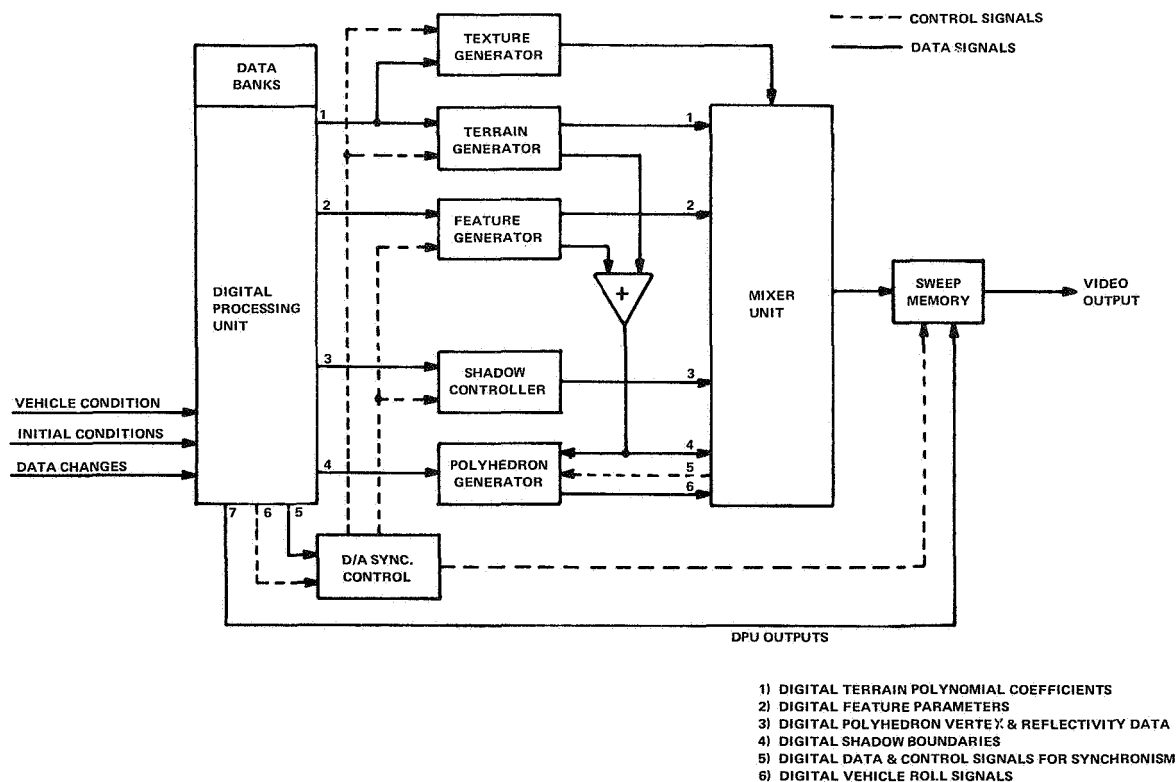 CONTROL SIGNALS
DATA SIGNALS
TEXTURE
GENERATOR
DATA
BANKS
1
TERRAIN
GENERATOR
1
2
FEATURE
GENERATOR
2
+
DIGITAL
PROCESSING
UNIT
MIXER
UNIT
SWEEP
MEMORY
VIDEO
OUTPUT
3
SHADOW
CONTROLLER
3
VEHICLE CONDITION
INITIAL CONDITIONS
DATA CHANGES
4
POLYHEDRON
GENERATOR
4
5
6
7
6
5
D/A SYNC.
CONTROL
DPU OUTPUTS
1) DIGITAL TERRAIN POLYNOMIAL COEFFICIENTS
2) DIGITAL FEATURE PARAMETERS
3) DIGITAL POLYHEDRON VERTEX & REFLECTIVITY DATA
4) DIGITAL SHADOW BOUNDARIES
5) DIGITAL DATA & CONTROL SIGNALS FOR SYNCHRONISM
6) DIGITAL VEHICLE ROLL SIGNALS